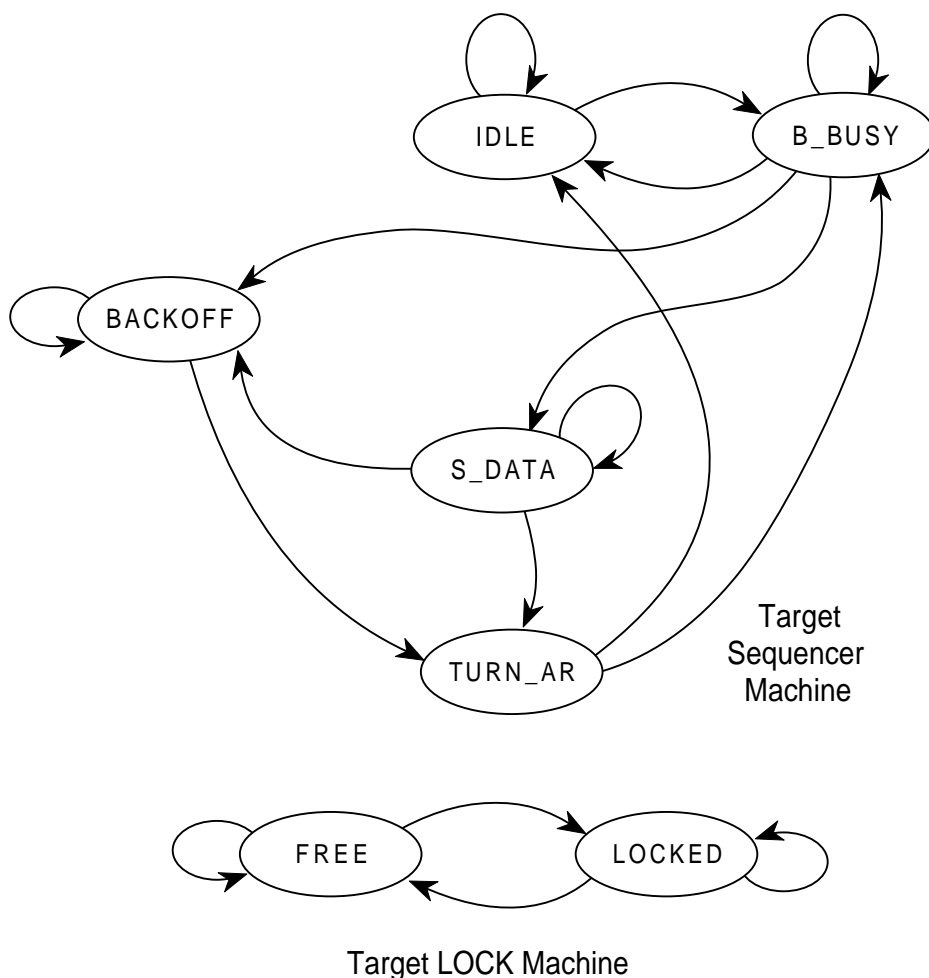 IDLE
B_BUSY
BACKOFF
S_DATA
TURN_AR
Target
Sequencer
Machine
FREE
LOCKED
Target LOCK Machine